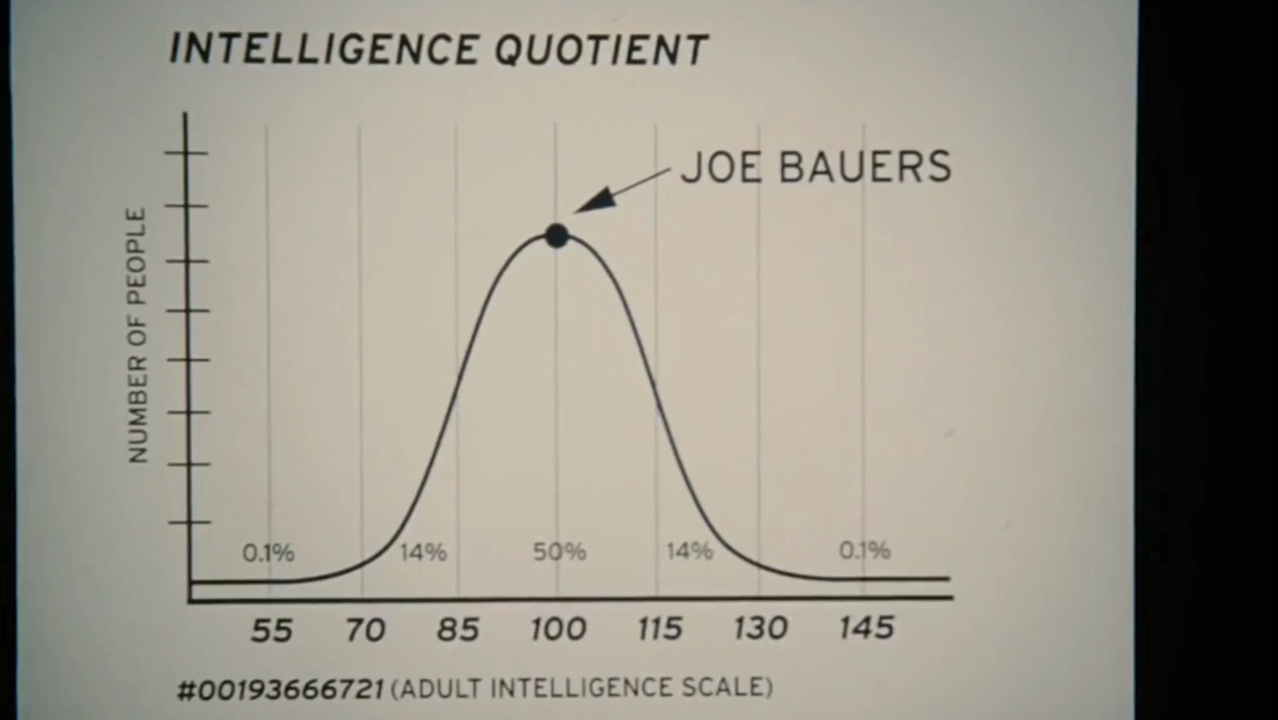 INTELLIGENCE QUOTIENT
JOE BAUERS
NUMBER OF PEOPLE
0.1% 14% 50% 14% 0.1%
55 70 85 100 115 130 145
#00193666721 (ADULT INTELLIGENCE SCALE)